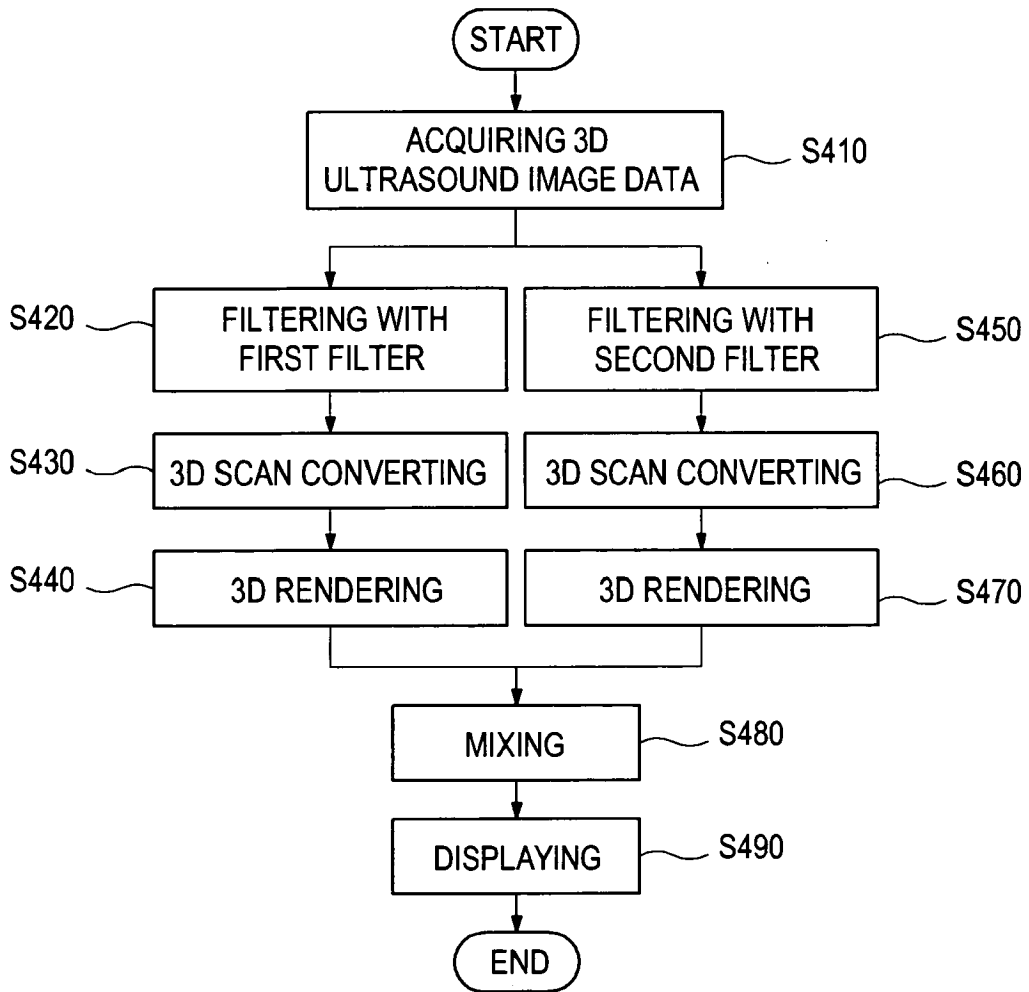 START
ACQUIRING 3D
ULTRASOUND IMAGE DATA
S410
S420
FILTERING WITH
FIRST FILTER
FILTERING WITH
SECOND FILTER
S450
S430
3D SCAN CONVERTING
3D SCAN CONVERTING
S460
S440
3D RENDERING
3D RENDERING
S470
MIXING
S480
DISPLAYING
S490
END